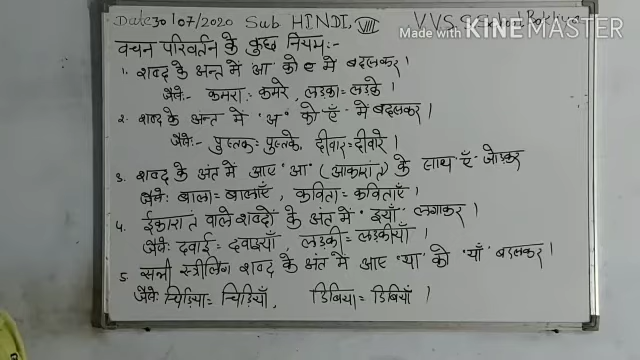 Date 30/07/2020 Sub HINDI, VIII V.V.S.
Made with KINEMASTER
वचन परिवर्तन के कुछ नियम:-
1. शब्द के अन्त में आ को ए मे बदलकर।
जैसे:- कमरा = कमरे, लड़का = लड़के।
2. शब्द के अन्त में 'अ' को एँ में बदलकर।
जैसे:- पुस्तक = पुस्तके, दीवार = दीवारे।
3. शब्द के अंत में आए 'आ' (आकारांत) के साथ 'एँ' जोड़कर
जैसे: बाला = बालाएँ, कविता = कविताएँ।
4. ईकारांत वाले शब्दों के अंत में 'इयाँ' लगाकर।
जैसे: दवाई = दवाइयाँ, लड़की = लड़कीयाँ।
5. सभी स्त्रीलिंग शब्द के अंत में आए 'या' को 'याँ' बदलकर।
जैसे: चिड़िया = चिड़ियाँ, डिबिया = डिबियाँ।